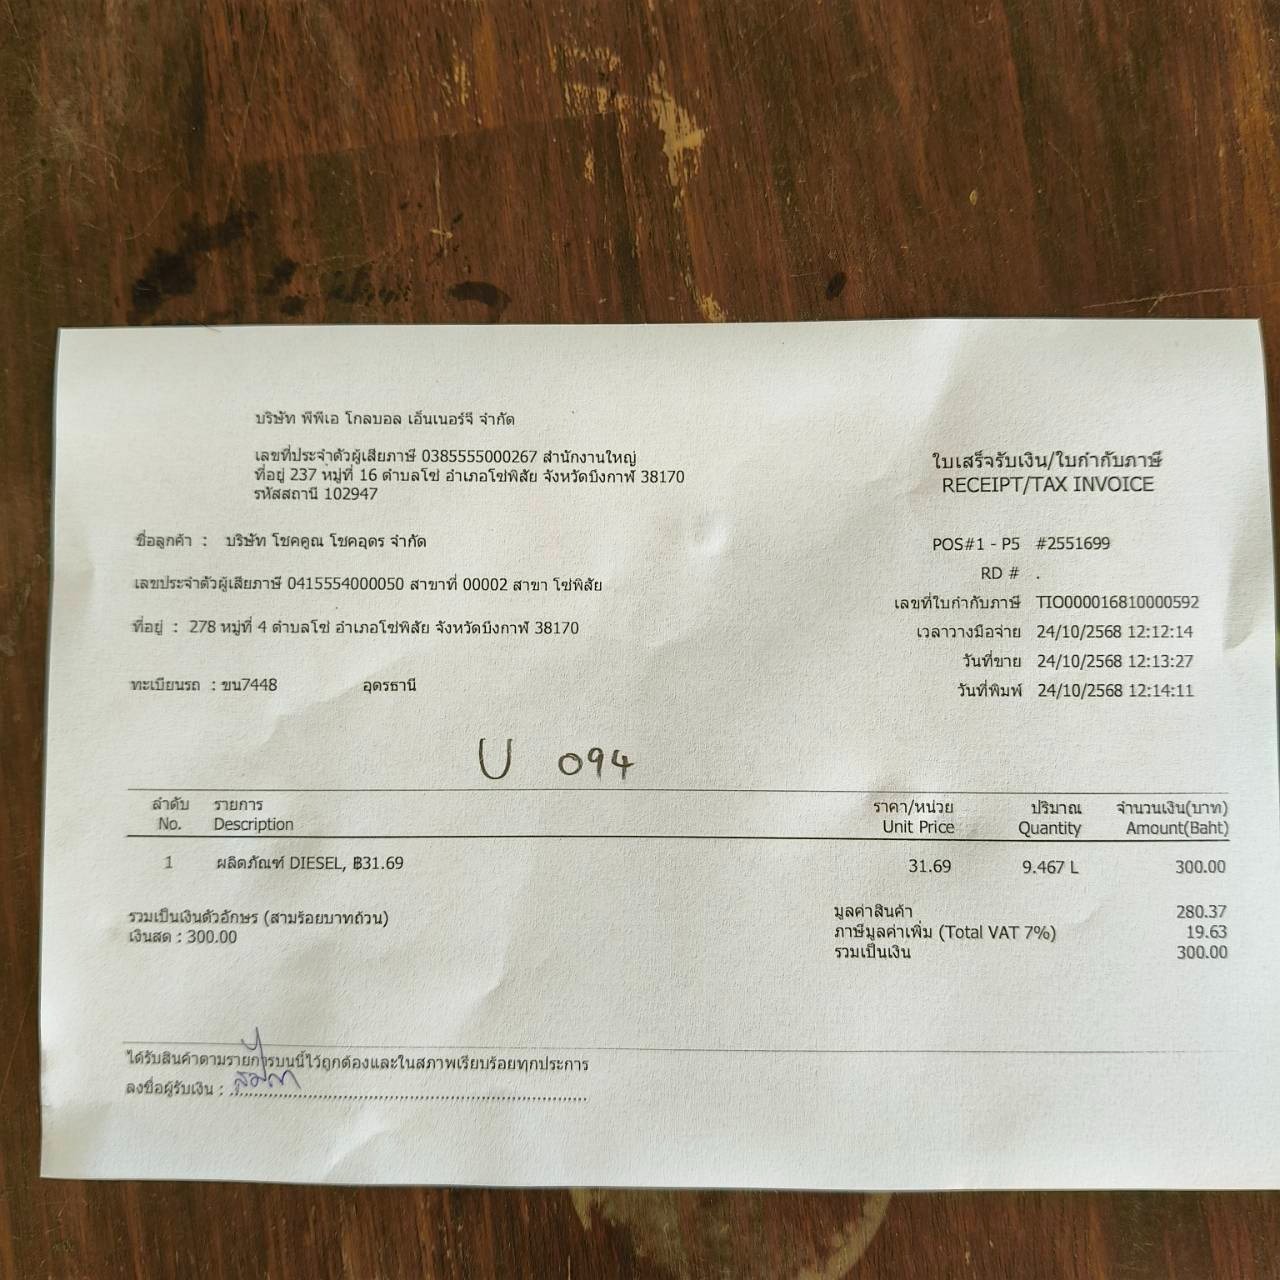 บริษัท พีพีเอ โกลบอล เอ็นเนอร์จี จำกัด
เลขที่ประจำตัวผู้เสียภาษี 0385555000267 สำนักงานใหญ่
ที่อยู่ 237 หมู่ที่ 16 ตำบลโซ่ อำเภอโซ่พิสัย จังหวัดบึงกาฬ 38170
รหัสสถานี 102947
ใบเสร็จรับเงิน/ใบกำกับภาษี
RECEIPT/TAX INVOICE
ชื่อลูกค้า : บริษัท โชคคูณ โชคอุดร จำกัด
เลขประจำตัวผู้เสียภาษี 0415554000050 สาขาที่ 00002 สาขา โซ่พิสัย
ที่อยู่ : 278 หมู่ที่ 4 ตำบลโซ่ อำเภอโซ่พิสัย จังหวัดบึงกาฬ 38170
ทะเบียนรถ : ขน7448 อุดรธานี
POS#1 - P5 #2551699
RD # .
เลขที่ใบกำกับภาษี TIO000016810000592
เวลาวางมือจ่าย 24/10/2568 12:12:14
วันที่ขาย 24/10/2568 12:13:27
วันที่พิมพ์ 24/10/2568 12:14:11
U 094
ลำดับ รายการ ราคา/หน่วย ปริมาณ จำนวนเงิน(บาท)
No. Description Unit Price Quantity Amount(Baht)
1 ผลิตภัณฑ์ DIESEL, ฿31.69 31.69 9.467 L 300.00
รวมเป็นเงินตัวอักษร (สามร้อยบาทถ้วน)
เงินสด : 300.00
มูลค่าสินค้า 280.37
ภาษีมูลค่าเพิ่ม (Total VAT 7%) 19.63
รวมเป็นเงิน 300.00
ได้รับสินค้าตามรายการบนนี้ไว้ถูกต้องและในสภาพเรียบร้อยทุกประการ
ลงชื่อผู้รับเงิน :